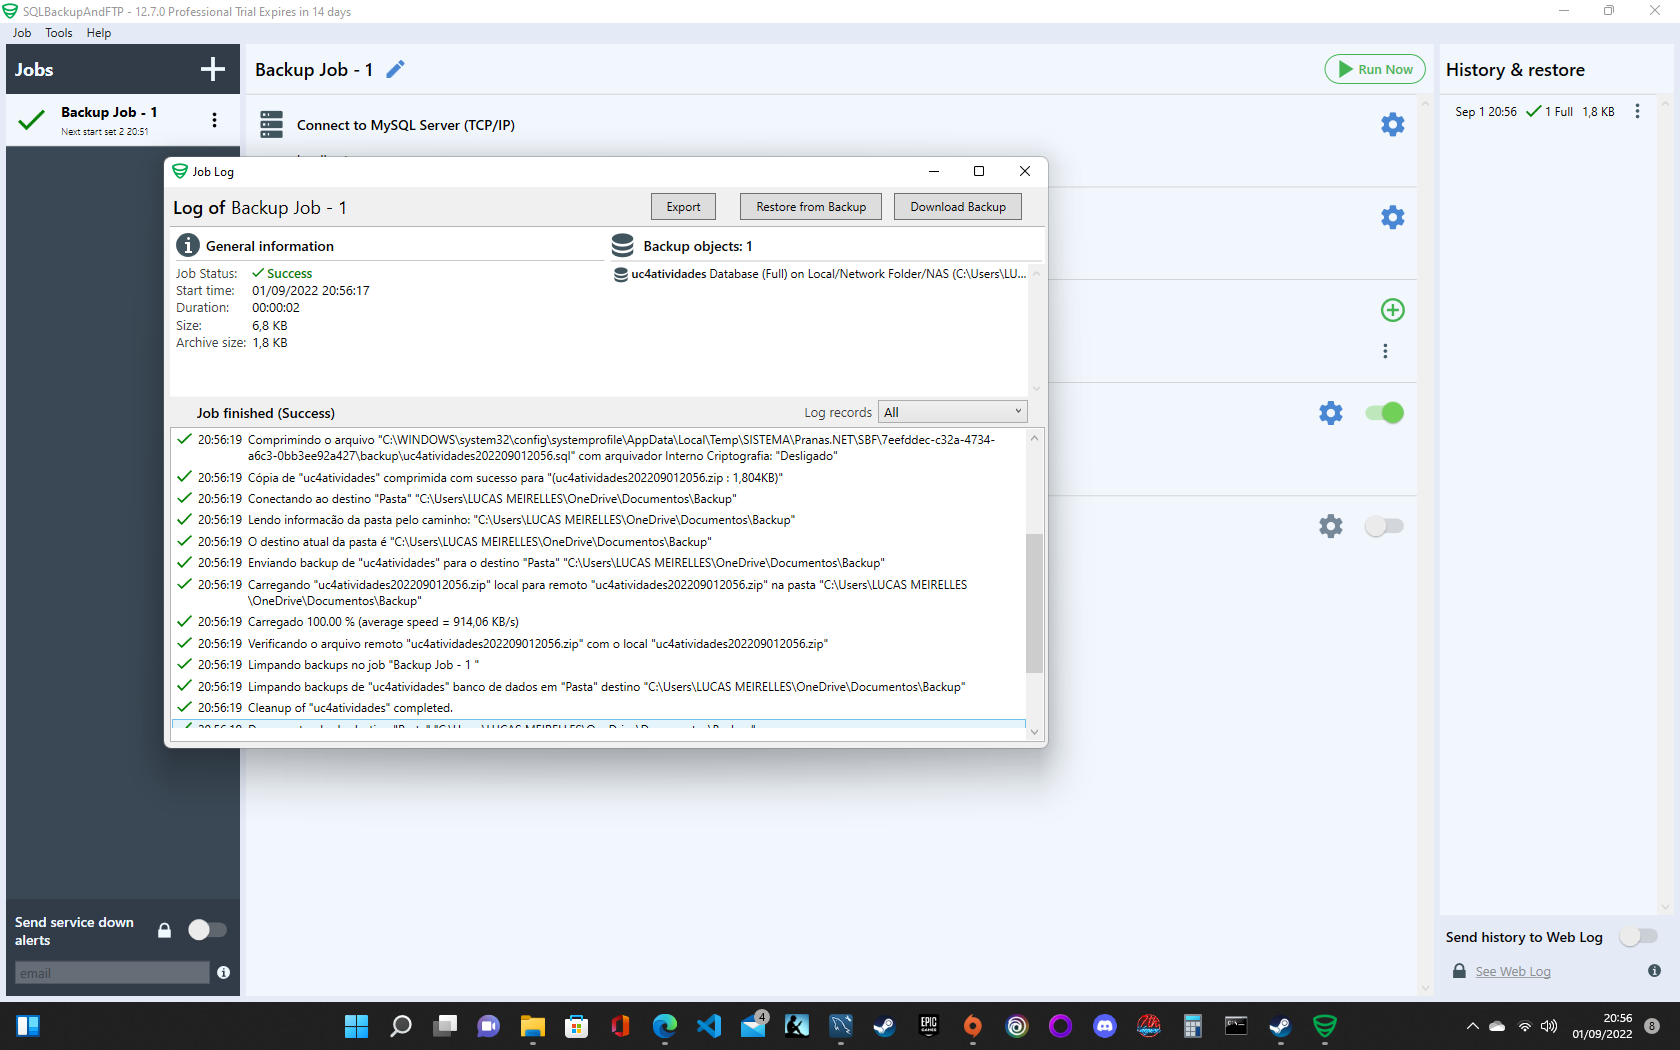 SQLBackupAndFTP - 12.7.0 Professional Trial Expires in 14 days
Job Tools Help
Jobs
Backup Job - 1
Next start set 2 20:51
Backup Job - 1
Run Now
Connect to MySQL Server (TCP/IP)
History & restore
Sep 1 20:56 1 Full 1,8 KB
Job Log
Log of Backup Job - 1
Export
Restore from Backup
Download Backup
General information
Job Status: Success
Start time: 01/09/2022 20:56:17
Duration: 00:00:02
Size: 6,8 KB
Archive size: 1,8 KB
Backup objects: 1
uc4atividades Database (Full) on Local/Network Folder/NAS (C:\Users\LU...
Job finished (Success)
Log records All
20:56:19 Comprimindo o arquivo "C:\WINDOWS\system32\config\systemprofile\AppData\Local\Temp\SISTEMA\Pranas.NET\SBF\7eefddec-c32a-4734-
a6c3-0bb3ee92a427\backup\uc4atividades202209012056.sql" com arquivador Interno Criptografia: "Desligado"
20:56:19 Cópia de "uc4atividades" comprimida com sucesso para "(uc4atividades202209012056.zip : 1,804KB)"
20:56:19 Conectando ao destino "Pasta" "C:\Users\LUCAS MEIRELLES\OneDrive\Documentos\Backup"
20:56:19 Lendo informacão da pasta pelo caminho: "C:\Users\LUCAS MEIRELLES\OneDrive\Documentos\Backup"
20:56:19 O destino atual da pasta é "C:\Users\LUCAS MEIRELLES\OneDrive\Documentos\Backup"
20:56:19 Enviando backup de "uc4atividades" para o destino "Pasta" "C:\Users\LUCAS MEIRELLES\OneDrive\Documentos\Backup"
20:56:19 Carregando "uc4atividades202209012056.zip" local para remoto "uc4atividades202209012056.zip" na pasta "C:\Users\LUCAS MEIRELLES
\OneDrive\Documentos\Backup"
20:56:19 Carregado 100.00 % (average speed = 914,06 KB/s)
20:56:19 Verificando o arquivo remoto "uc4atividades202209012056.zip" com o local "uc4atividades202209012056.zip"
20:56:19 Limpando backups no job "Backup Job - 1 "
20:56:19 Limpando backups de "uc4atividades" banco de dados em "Pasta" destino "C:\Users\LUCAS MEIRELLES\OneDrive\Documentos\Backup"
20:56:19 Cleanup of "uc4atividades" completed.
Send service down
alerts
email
Send history to Web Log
See Web Log
4
EPIC
GAMES
20:56
01/09/2022
8